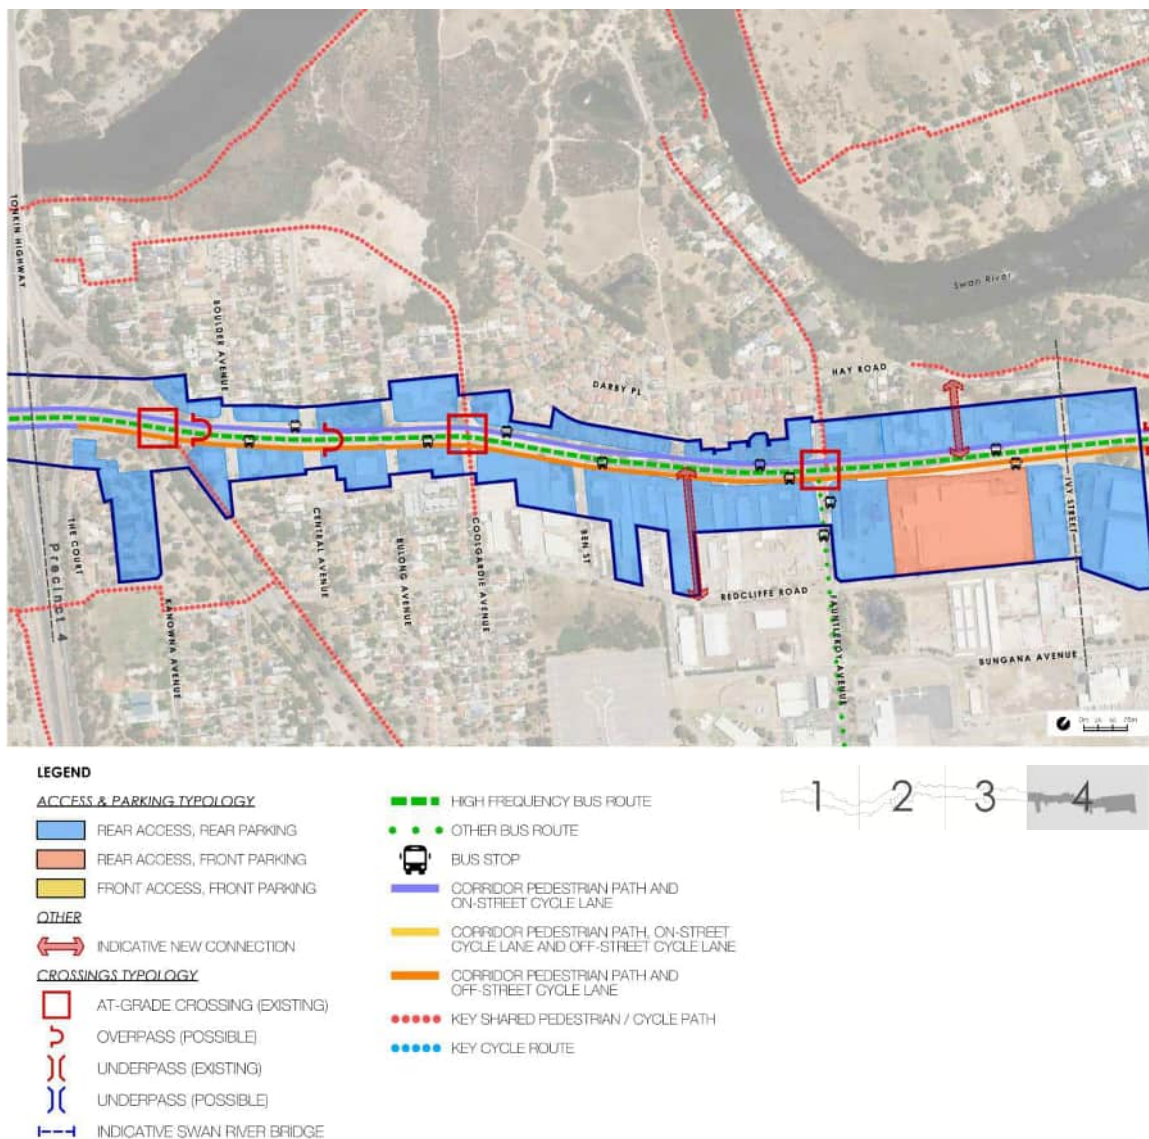 TONKIN HIGHWAY
BOULDER AVENUE
DARBY PL
HAY ROAD
Swan River
THE COURT
Precinct 4
KANOWNA AVENUE
CENTRAL AVENUE
BULONG AVENUE
COOLGARDIE AVENUE
BEN ST
REDCLIFFE ROAD
FAUNTLEROY AVENUE
IVY STREET
BUNGANA AVENUE
LEGEND
ACCESS & PARKING TYPOLOGY
REAR ACCESS, REAR PARKING
REAR ACCESS, FRONT PARKING
FRONT ACCESS, FRONT PARKING
OTHER
INDICATIVE NEW CONNECTION
CROSSINGS TYPOLOGY
AT-GRADE CROSSING (EXISTING)
OVERPASS (POSSIBLE)
UNDERPASS (EXISTING)
UNDERPASS (POSSIBLE)
INDICATIVE SWAN RIVER BRIDGE
HIGH FREQUENCY BUS ROUTE
OTHER BUS ROUTE
BUS STOP
CORRIDOR PEDESTRIAN PATH AND
ON-STREET CYCLE LANE
CORRIDOR PEDESTRIAN PATH, ON-STREET
CYCLE LANE AND OFF-STREET CYCLE LANE
CORRIDOR PEDESTRIAN PATH AND
OFF-STREET CYCLE LANE
KEY SHARED PEDESTRIAN / CYCLE PATH
KEY CYCLE ROUTE
1 2 3 4